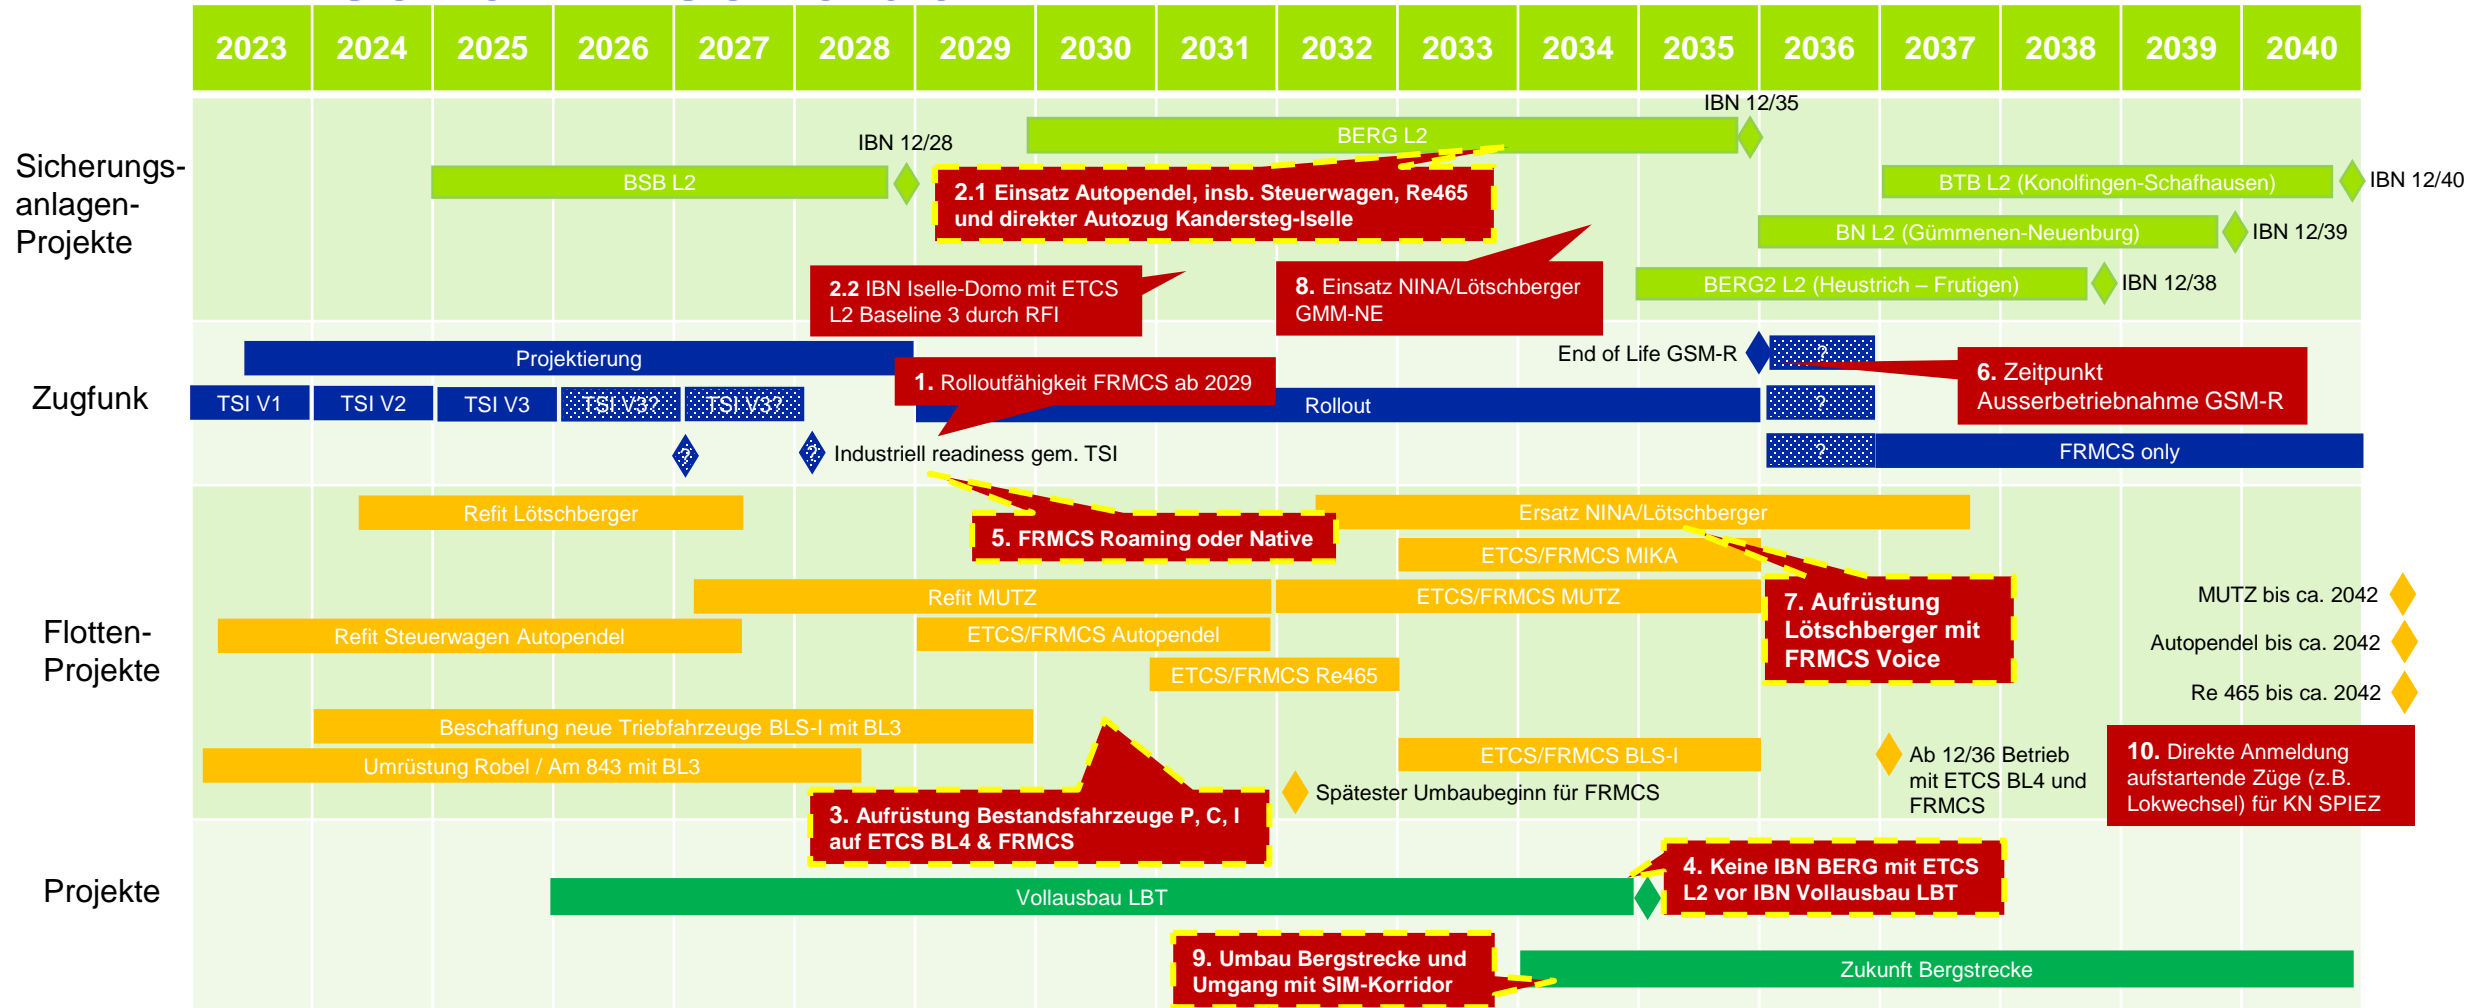 2023 2024 2025 2026 2027 2028 2029 2030 2031 2032 2033 2034 2035 2036 2037 2038 2039 2040
Sicherungs-
anlagen-
Projekte
IBN 12/35
BERG L2
IBN 12/28
BSB L2
2.1 Einsatz Autopendel, insb. Steuerwagen, Re465
und direkter Autozug Kandersteg-Iselle
BTB L2 (Konolfingen-Schafhausen)
IBN 12/40
BN L2 (Gümmenen-Neuenburg)
IBN 12/39
2.2 IBN Iselle-Domo mit ETCS
L2 Baseline 3 durch RFI
8. Einsatz NINA/Lötschberger
GMM-NE
BERG2 L2 (Heustrich – Frutigen)
IBN 12/38
Zugfunk
Projektierung
End of Life GSM-R
?
1. Rolloutfähigkeit FRMCS ab 2029
6. Zeitpunkt
Ausserbetriebnahme GSM-R
TSI V1
TSI V2
TSI V3
TSI V3?
TSI V3?
Rollout
?
?
?
Industriell readiness gem. TSI
?
FRMCS only
Flotten-
Projekte
Refit Lötschberger
Ersatz NINA/Lötschberger
5. FRMCS Roaming oder Native
ETCS/FRMCS MIKA
Refit MUTZ
ETCS/FRMCS MUTZ
7. Aufrüstung
Lötschberger mit
FRMCS Voice
MUTZ bis ca. 2042
Refit Steuerwagen Autopendel
ETCS/FRMCS Autopendel
Autopendel bis ca. 2042
ETCS/FRMCS Re465
Re 465 bis ca. 2042
Beschaffung neue Triebfahrzeuge BLS-I mit BL3
Umrüstung Robel / Am 843 mit BL3
ETCS/FRMCS BLS-I
Ab 12/36 Betrieb
mit ETCS BL4 und
FRMCS
10. Direkte Anmeldung
aufstartende Züge (z.B.
Lokwechsel) für KN SPIEZ
Spätester Umbaubeginn für FRMCS
3. Aufrüstung Bestandsfahrzeuge P, C, I
auf ETCS BL4 & FRMCS
Projekte
4. Keine IBN BERG mit ETCS
L2 vor IBN Vollausbau LBT
Vollausbau LBT
9. Umbau Bergstrecke und
Umgang mit SIM-Korridor
Zukunft Bergstrecke